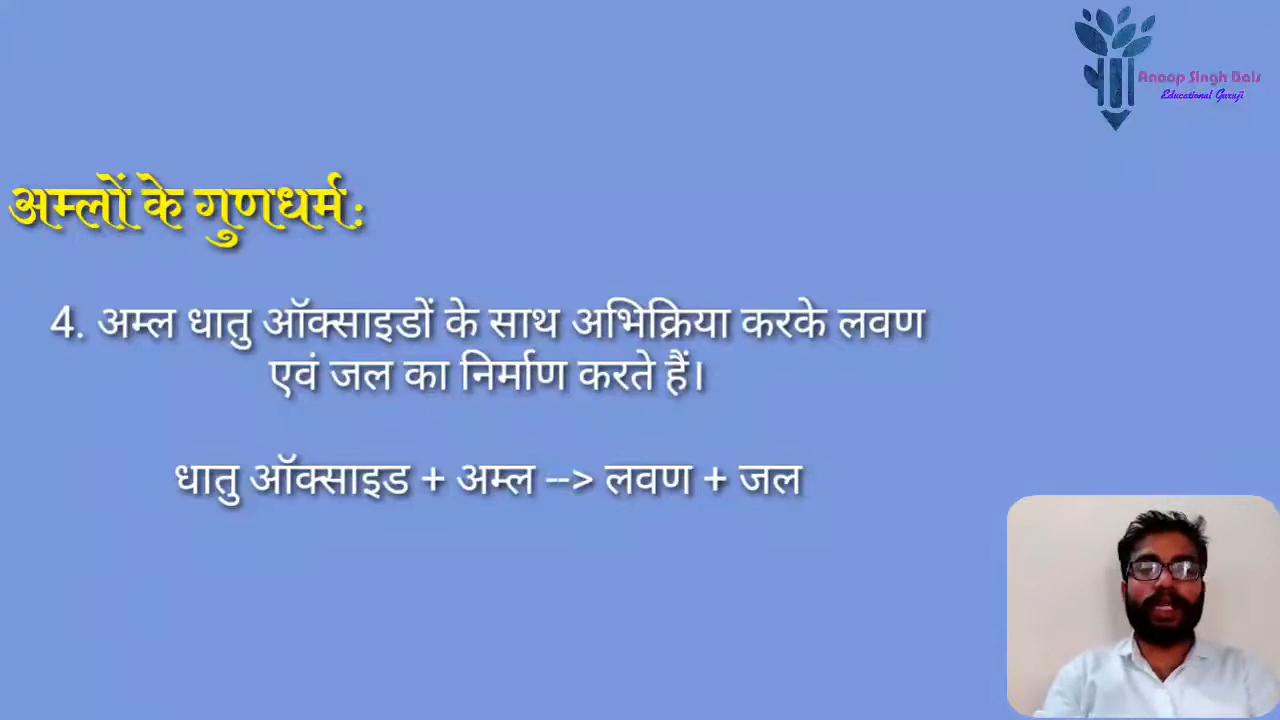 Anoop Singh Bais
Educational Guruji
अम्लों के गुणधर्म:
4. अम्ल धातु ऑक्साइडों के साथ अभिक्रिया करके लवण
एवं जल का निर्माण करते हैं।
धातु ऑक्साइड + अम्ल --> लवण + जल